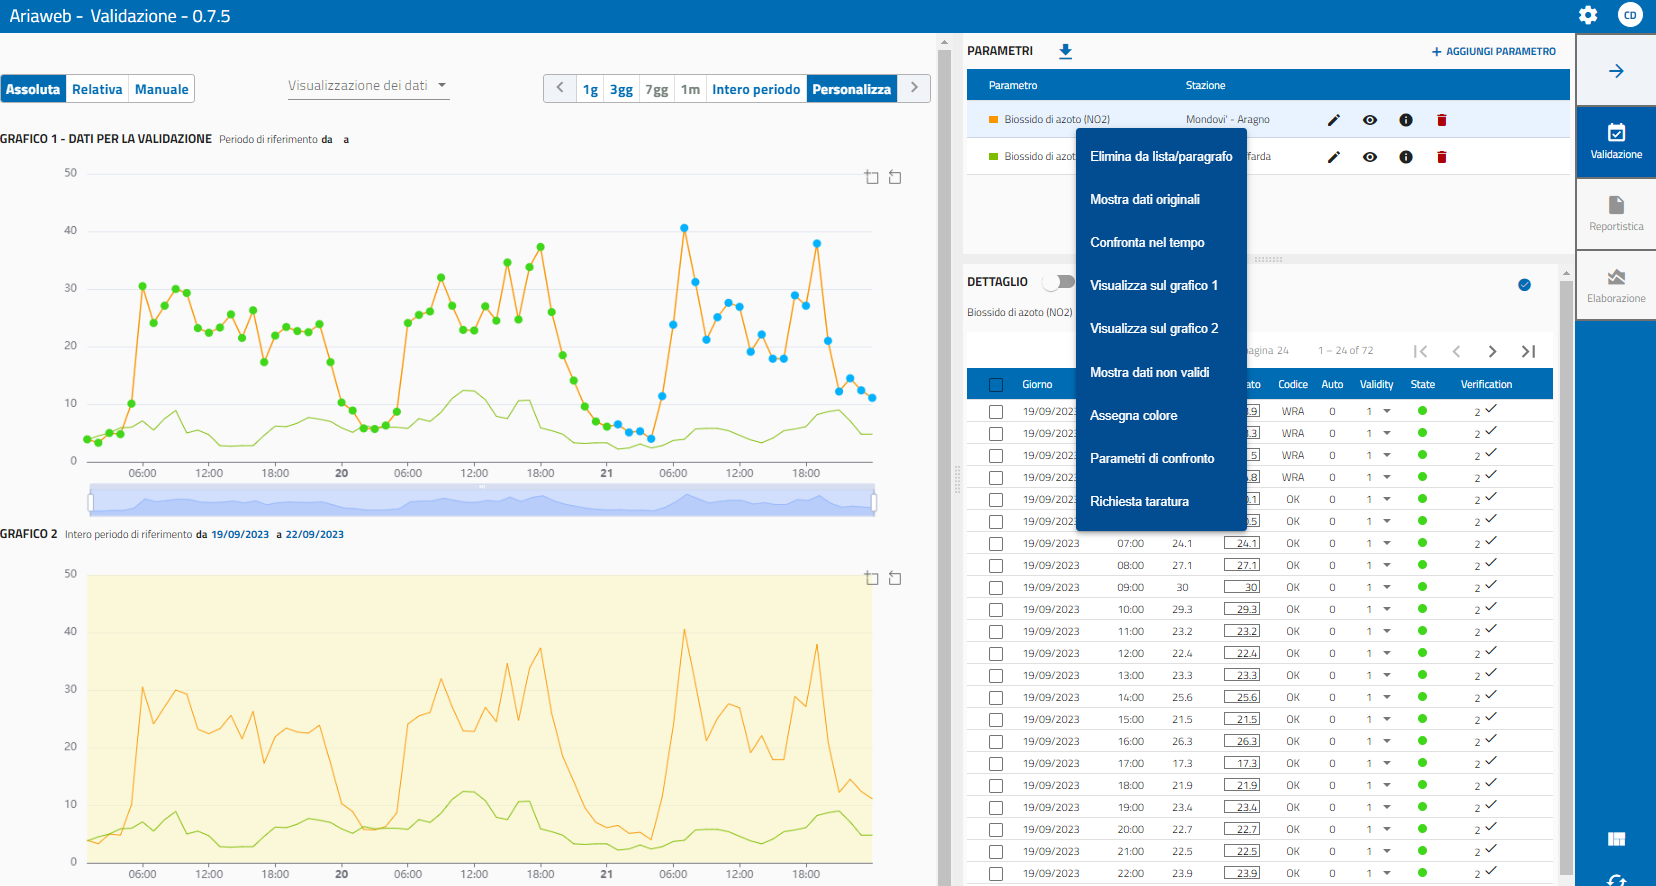 Ariaweb - Validazione - 0.7.5
CD
Assoluta Relativa Manuale
Visualizzazione dei dati
1g 3gg 7gg 1m Intero periodo Personalizza
GRAFICO 1 - DATI PER LA VALIDAZIONE Periodo di riferimento da a
50
40
30
20
10
0
06:00 12:00 18:00 20 06:00 12:00 18:00 21 06:00 12:00 18:00
GRAFICO 2 Intero periodo di riferimento da 19/09/2023 a 22/09/2023
50
40
30
20
10
0
06:00 12:00 18:00 20 06:00 12:00 18:00 21 06:00 12:00 18:00
PARAMETRI
+ AGGIUNGI PARAMETRO
Parametro Stazione
Biossido di azoto (NO2) Mondovi' - Aragno
Biossido di azot farda
Elimina da lista/paragrafo
Mostra dati originali
Confronta nel tempo
Visualizza sul grafico 1
Visualizza sul grafico 2
Mostra dati non validi
Assegna colore
Parametri di confronto
Richiesta taratura
DETTAGLIO
Biossido di azoto (NO2)
agina 24 1 – 24 of 72
Giorno ato Codice Auto Validity State Verification
19/09/2023 .9 WRA 0 1 2
19/09/2023 .3 WRA 0 1 2
19/09/2023 5 WRA 0 1 2
19/09/2023 .8 WRA 0 1 2
19/09/2023 .1 OK 0 1 2
19/09/2023 .5 OK 0 1 2
19/09/2023 07:00 24.1 24.1 OK 0 1 2
19/09/2023 08:00 27.1 27.1 OK 0 1 2
19/09/2023 09:00 30 30 OK 0 1 2
19/09/2023 10:00 29.3 29.3 OK 0 1 2
19/09/2023 11:00 23.2 23.2 OK 0 1 2
19/09/2023 12:00 22.4 22.4 OK 0 1 2
19/09/2023 13:00 23.3 23.3 OK 0 1 2
19/09/2023 14:00 25.6 25.6 OK 0 1 2
19/09/2023 15:00 21.5 21.5 OK 0 1 2
19/09/2023 16:00 26.3 26.3 OK 0 1 2
19/09/2023 17:00 17.3 17.3 OK 0 1 2
19/09/2023 18:00 21.9 21.9 OK 0 1 2
19/09/2023 19:00 23.4 23.4 OK 0 1 2
19/09/2023 20:00 22.7 22.7 OK 0 1 2
19/09/2023 21:00 22.5 22.5 OK 0 1 2
19/09/2023 22:00 23.9 23.9 OK 0 1 2
Validazione
Reportistica
Elaborazione